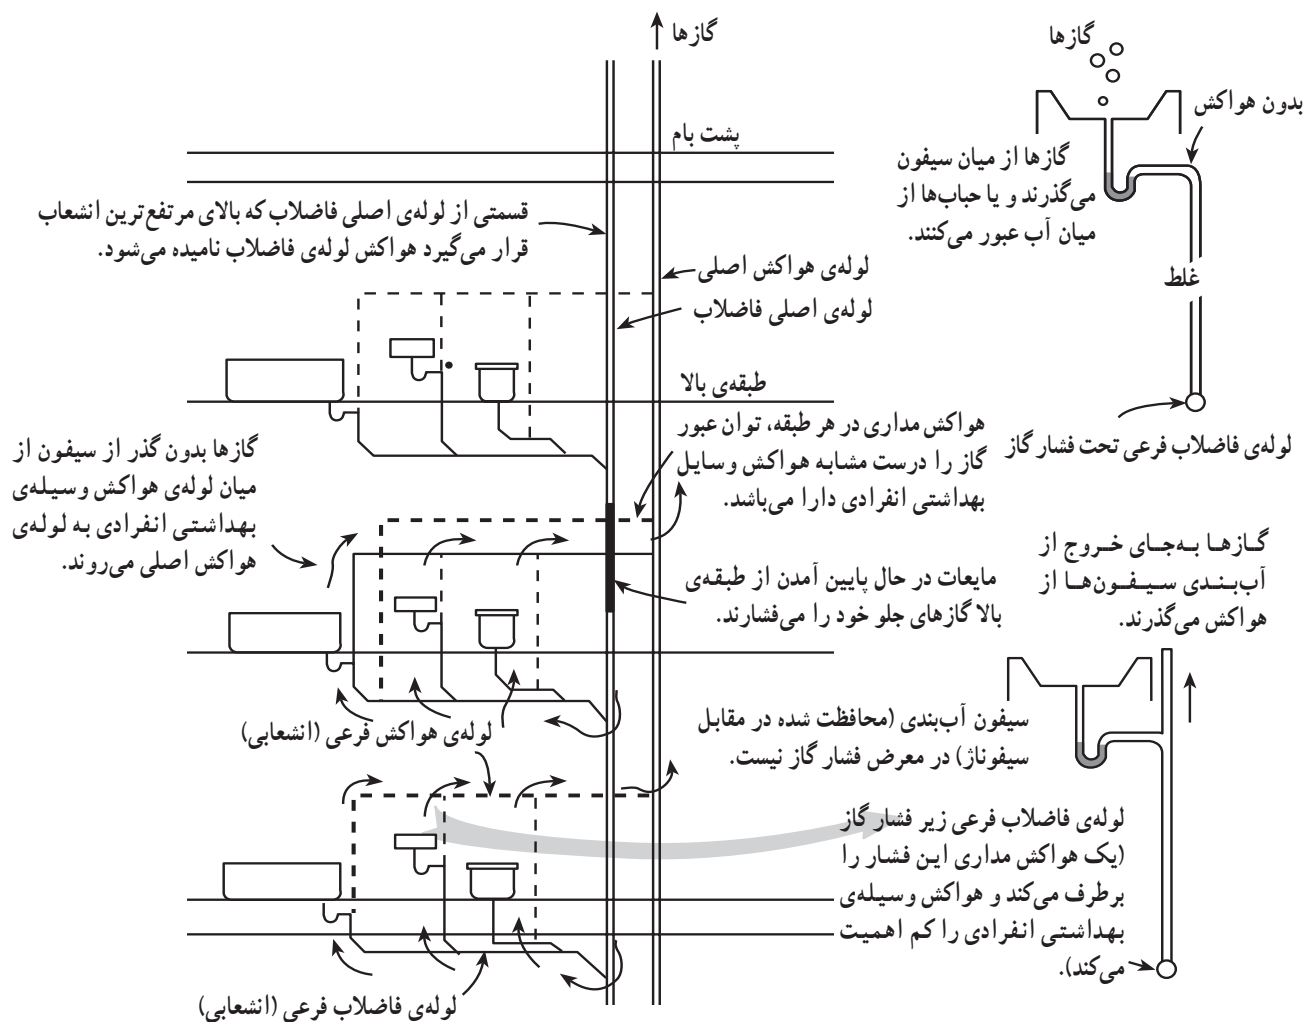 گازها
گازها
بدون هواکش
پشت بام
گازها از میان سیفون
می‌گذرند و یا حباب‌ها از
میان آب عبور می‌کنند.
غلط
قسمتی از لوله‌ی اصلی فاضلاب که بالای مرتفع‌ترین انشعاب
قرار می‌گیرد هواکش لوله‌ی فاضلاب نامیده می‌شود.
لوله‌ی هواکش اصلی
لوله‌ی اصلی فاضلاب
طبقه‌ی بالا
لوله‌ی فاضلاب فرعی تحت فشار گاز
هواکش مداری در هر طبقه، توان عبور
گاز را درست مشابه هواکش وسایل
بهداشتی انفرادی دارا می‌باشد.
گازها بدون گذر از سیفون از
میان لوله‌ی هواکش وسیله‌ی
بهداشتی انفرادی به لوله‌ی
هواکش اصلی می‌روند.
گازها به‌جای خروج از
آب‌بندی سیفون‌ها از
هواکش می‌گذرند.
مایعات در حال پایین آمدن از طبقه‌ی
بالا گازهای جلو خود را می‌فشارند.
سیفون آب‌بندی (محافظت شده در مقابل
سیفوناژ) در معرض فشار گاز نیست.
لوله‌ی هواکش فرعی (انشعابی)
لوله‌ی فاضلاب فرعی زیر فشار گاز
(یک هواکش مداری این فشار را
برطرف می‌کند و هواکش وسیله‌ی
بهداشتی انفرادی را کم اهمیت
می‌کند).
لوله‌ی فاضلاب فرعی (انشعابی)